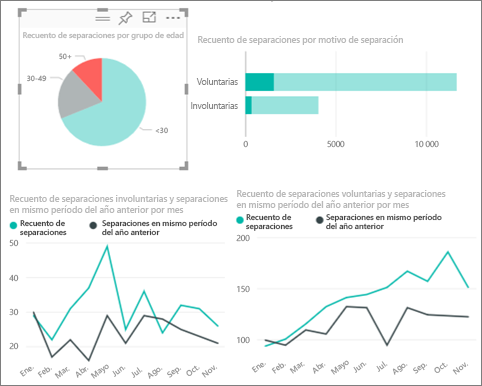 Recuento de separaciones por grupo de edad
50+
30-49
<30
Recuento de separaciones por motivo de separación
Voluntarias
Involuntarias
0 5000 10 000
Recuento de separaciones involuntarias y separaciones
en mismo período del año anterior por mes
Recuento de
separaciones
Separaciones en mismo período
del año anterior
50
40
30
20
Ene. Feb. Mar. Abr. Mayo Jun. Jul. Ago. Sep. Oct. Nov.
Recuento de separaciones voluntarias y separaciones
en mismo período del año anterior por mes
Recuento de
separaciones
Separaciones en mismo período
del año anterior
200
150
100
Ene. Feb. Mar. Abr. Mayo Jun. Jul. Ago. Sep. Oct. Nov.